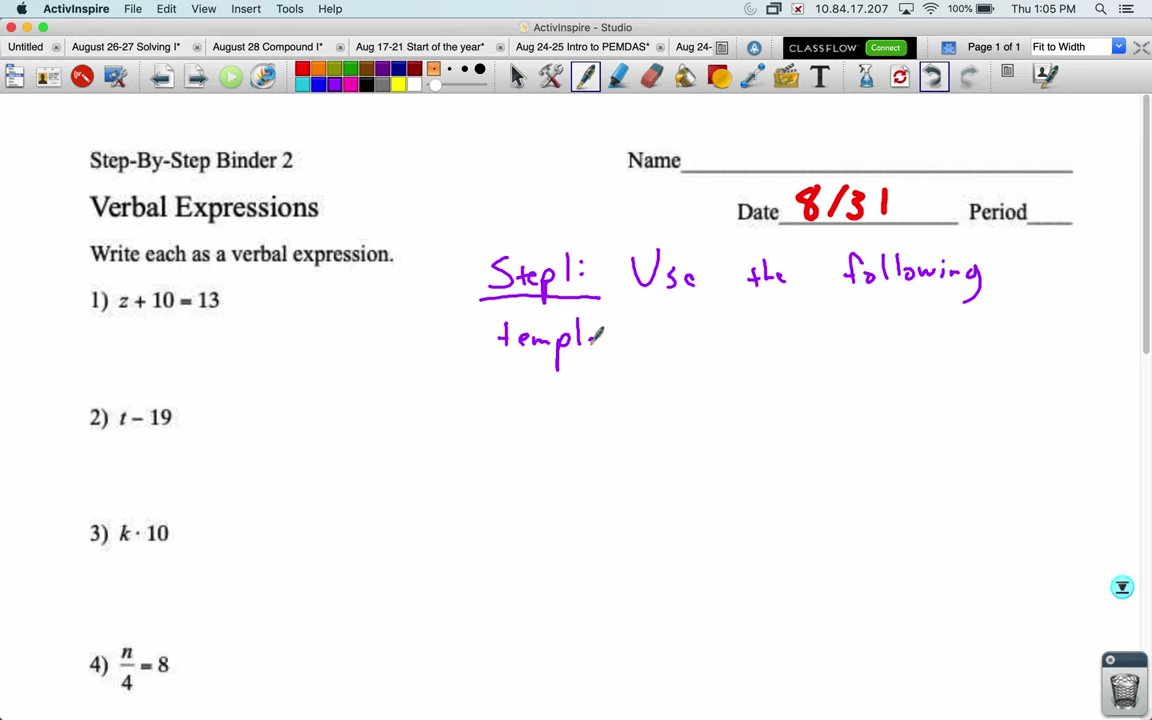 ActivInspire File Edit View Insert Tools Help 10.84.17.207 100% Thu 1:05 PM
ActivInspire - Studio
Untitled August 26-27 Solving I* August 28 Compound I* Aug 17-21 Start of the year* Aug 24-25 Intro to PEMDAS* Aug 24- CLASSFLOW Connect Page 1 of 1 Fit to Width
Step-By-Step Binder 2 Name
Verbal Expressions Date 8/31 Period
Write each as a verbal expression.
Step1: Use the following
templ
1) z + 10 = 13
2) t – 19
3) k · 10
4) n/4 = 8